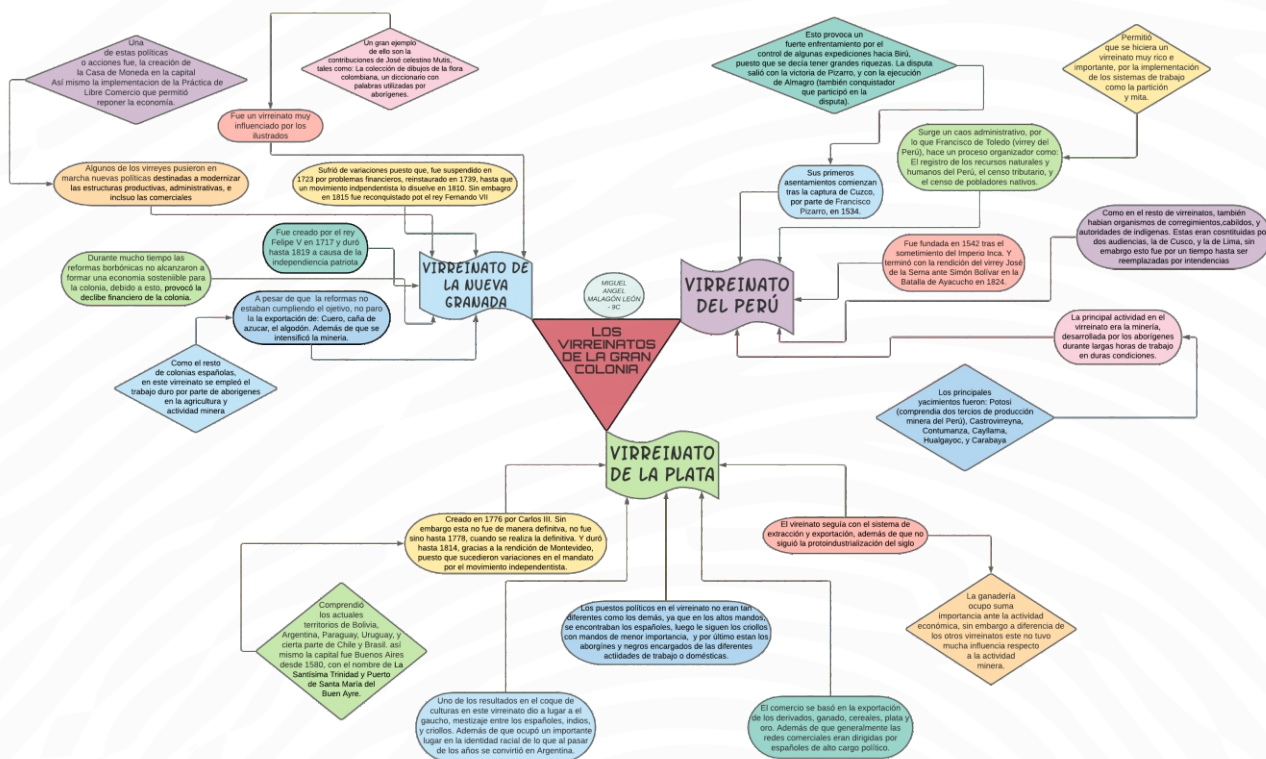 Una
de estas políticas
o acciones fue, la creación de
la Casa de Moneda en la capital
Así mismo la implementacion de la Práctica de
Libre Comercio que permitió
reponer la economía.
Un gran ejemplo
de ello son la
contribuciones de José celestino Mutis,
tales como: La colección de dibujos de la flora
colombiana, un diccionario con
palabras utilizadas por
aborígenes.
Fue un virreinato muy
influenciado por los
ilustrados
Algunos de los virreyes pusieron en
marcha nuevas políticas destinadas a modernizar
las estructuras productivas, administrativas, e
inclsuo las comerciales
Sufrió de variaciones puesto que, fue suspendido en
1723 por problemas financieros, reinstaurado en 1739, hasta que
un movimiento indpendentista lo disuelve en 1810. Sin embagro
en 1815 fue reconquistado pot el rey Fernando VII
Fue creado por el rey
Felipe V en 1717 y duró
hasta 1819 a causa de la
independencia patriota
Durante mucho tiempo las
reformas borbónicas no alcanzaron a
formar una economía sostenible para
la colonia, debido a esto, provocó la
declibe financiero de la colonia.
VIRREINATO DE
LA NUEVA
GRANADA
A pesar de que la reformas no
estaban cumpliendo el ojetivo, no paro
la la exportación de: Cuero, caña de
azucar, el algodón. Además de que se
intensificó la mineria.
Como el resto
de colonias españolas,
en este virreinato se empleó el
trabajo duro por parte de aborigenes
en la agricultura y
actividad minera
MIGUEL
ANGEL
MALAGÓN LEÓN
- 9C
LOS
VIRREINATOS
DE LA GRAN
COLONIA
Esto provoca un
fuerte enfrentamiento por el
control de algunas expediciones hacia Birú,
puesto que se decía tener grandes riquezas. La disputa
salió con la victoria de Pizarro, y con la ejecución
de Almagro (también conquistador
que participó en la
disputa).
Permitió
que se hiciera un
virreinato muy rico e
importante, por la implementación
de los sistemas de trabajo
como la partición
y mita.
Surge un caos administrativo, por
lo que Francisco de Toledo (virrey del
Perú), hace un proceso organizador como:
El registro de los recursos naturales y
humanos del Perú, el censo tributario, y
el censo de pobladores nativos.
Sus primeros
asentamientos comienzan
tras la captura de Cuzco,
por parte de Francisco
Pizarro, en 1534.
Como en el resto de virreinatos, también
habian organismos de corregimientos,cabildos, y
autoridades de indígenas. Estas eran cosntituidas por
dos audiencias, la de Cusco, y la de Lima, sin
emabrgo esto fue por un tiempo hasta ser
reemplazadas por intendencias
Fue fundada en 1542 tras el
sometimiento del Imperio Inca. Y
terminó con la rendición del virrey José
de la Serna ante Simón Bolívar en la
Batalla de Ayacucho en 1824.
VIRREINATO
DEL PERÚ
La principal actividad en el
virreinato era la minería,
desarrollada por los aborígenes
durante largas horas de trabajo
en duras condiciones.
Los principales
yacimientos fueron: Potosi
(comprendia dos tercios de producción
minera del Perú), Castrovirreyna,
Contumanza, Cayllama,
Hualgayoc, y Carabaya
VIRREINATO
DE LA PLATA
Creado en 1776 por Carlos III. Sin
embargo esta no fue de manera definitva, no fue
sino hasta 1778, cuando se realiza la definitiva. Y duró
hasta 1814, gracias a la rendición de Montevideo,
puesto que sucedieron variaciones en el mandato
por el movimiento independentista.
El vireinato seguía con el sistema de
extracción y exportación, además de que no
siguió la protoindustrialización del siglo
Comprendió
los actuales
territorios de Bolivia,
Argentina, Paraguay, Uruguay, y
cierta parte de Chile y Brasil. así
mismo la capital fue Buenos Aires
desde 1580, con el nombre de La
Santísima Trinidad y Puerto
de Santa María del
Buen Ayre.
Los puestos políticos en el virreinato no eran tan
diferentes como los demás, ya que en los altos mandos,
se encontraban los españoles, luego le siguen los criollos
con mandos de menor importancia, y por último estan los
aborgínes y negros encargados de las diferentes
actiidades de trabajo o domésticas.
La ganadería
ocupo suma
importancia ante la actividad
económica, sin embargo a diferencia de
los otros virreinatos este no tuvo
mucha influencia respecto
a la actividad
minera.
Uno de los resultados en el coque de
culturas en este virreinato dio a lugar a el
gaucho, mestizaje entre los españoles, indios,
y criollos. Además de que ocupó un importante
lugar en la identidad racial de lo que al pasar
de los años se convirtió en Argentina.
El comercio se basó en la exportación
de los derivados, ganado, cereales, plata y
oro. Además de que generalmente las
redes comerciales eran dirigidas por
españoles de alto cargo político.